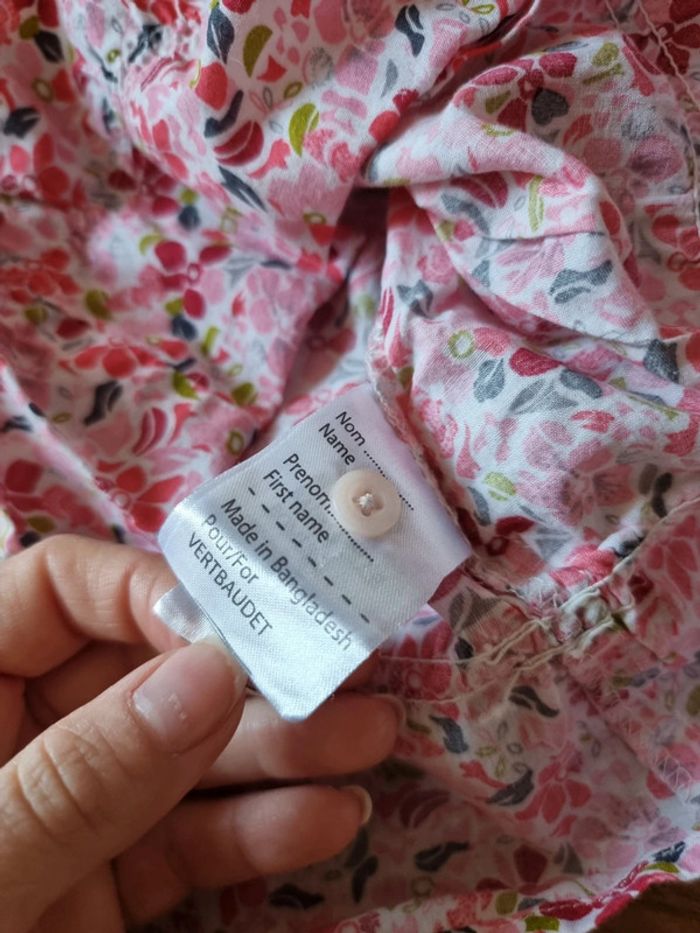 Nom ..................
Name
Prenom..............
First name
- - - - - - - - - -
Made in Bangladesh
Pour/For
VERTBAUDET